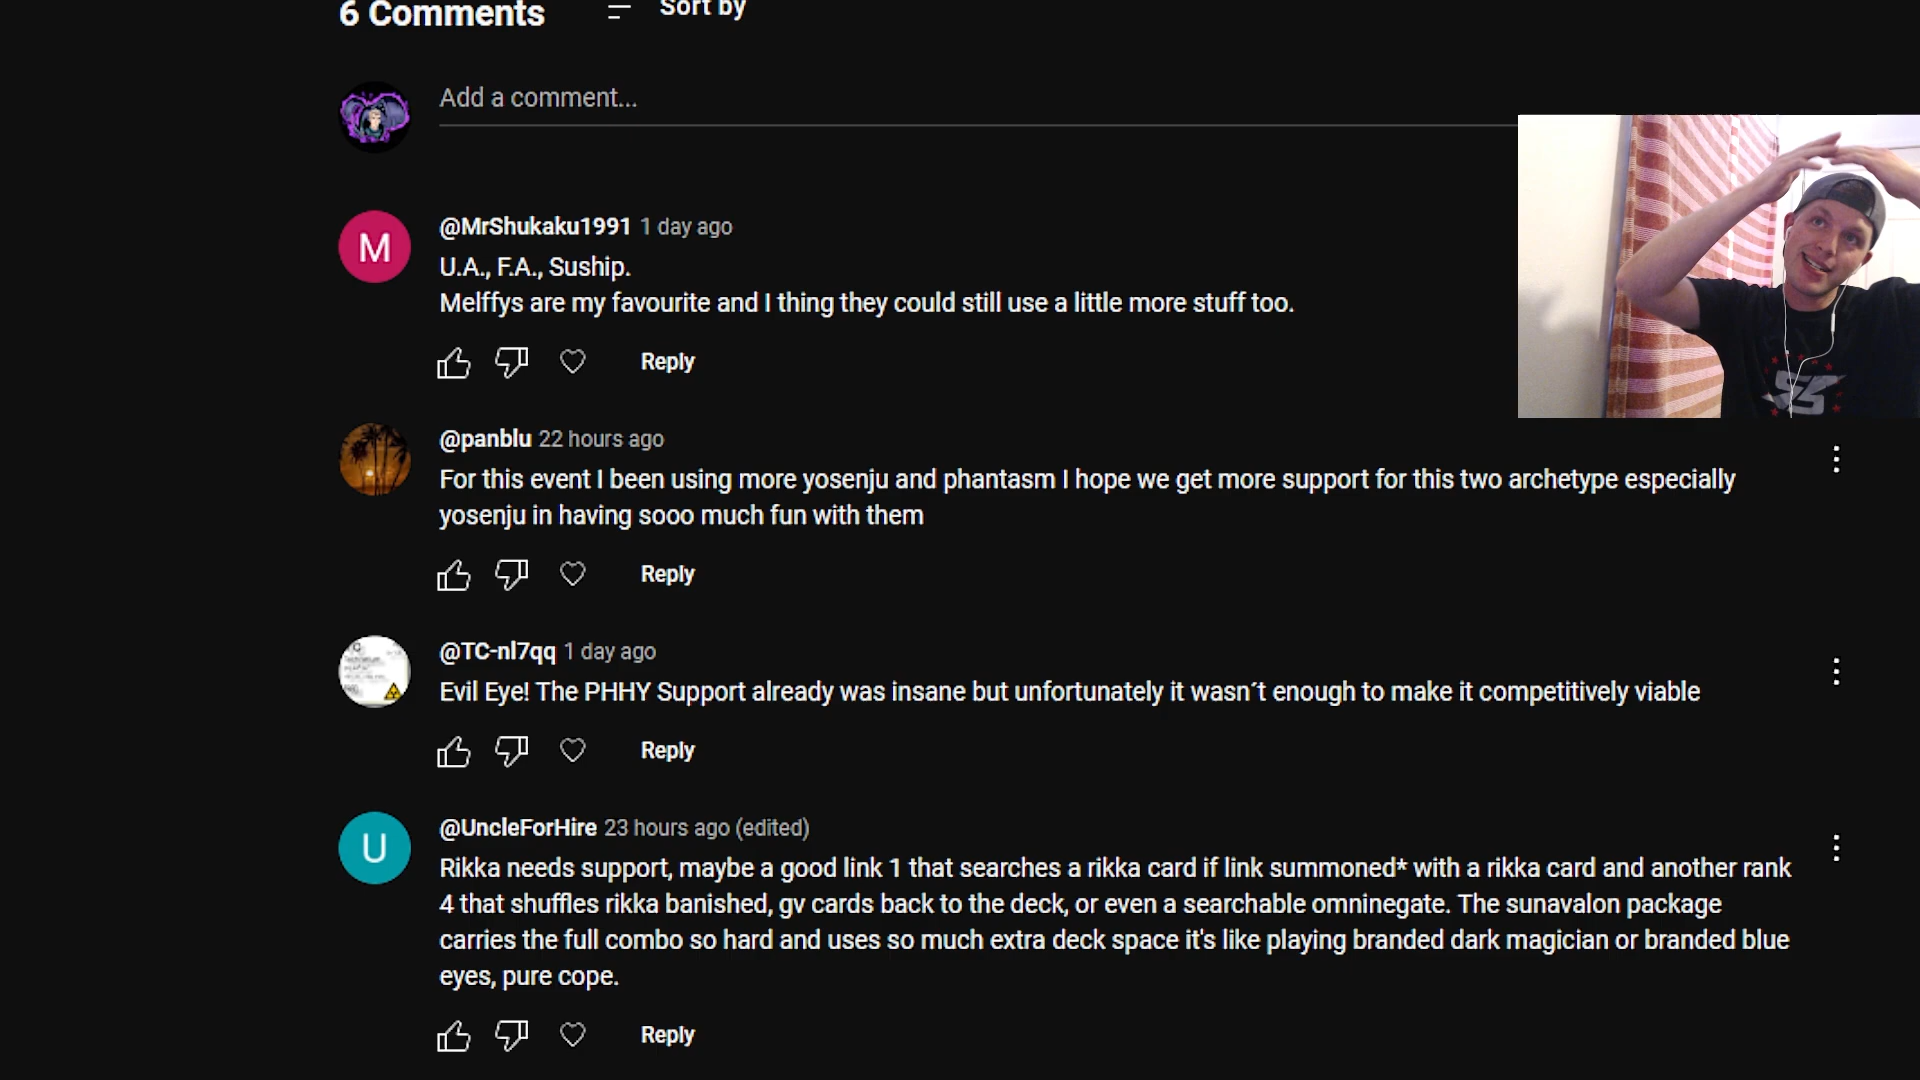 6 Comments
Sort by
Add a comment...
M
@MrShukaku1991 1 day ago
U.A., F.A., Suship.
Melffys are my favourite and I thing they could still use a little more stuff too.
Reply
@panblu 22 hours ago
For this event I been using more yosenju and phantasm I hope we get more support for this two archetype especially
yosenju in having sooo much fun with them
Reply
@TC-nl7qq 1 day ago
Evil Eye! The PHHY Support already was insane but unfortunately it wasn´t enough to make it competitively viable
Reply
U
@UncleForHire 23 hours ago (edited)
Rikka needs support, maybe a good link 1 that searches a rikka card if link summoned* with a rikka card and another rank
4 that shuffles rikka banished, gv cards back to the deck, or even a searchable omninegate. The sunavalon package
carries the full combo so hard and uses so much extra deck space it's like playing branded dark magician or branded blue
eyes, pure cope.
Reply